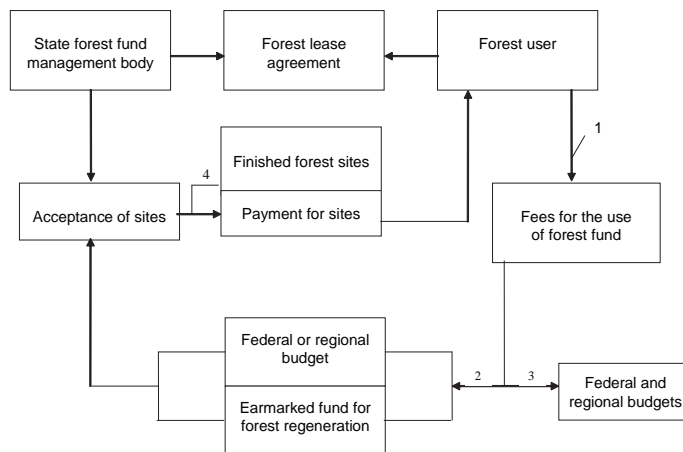 State forest fund
management body
Forest lease
agreement
Forest user
1
4
Finished forest sites
Acceptance of sites
Payment for sites
Fees for the use
of forest fund
Federal or regional
budget
2
3
Earmarked fund for
forest regeneration
Federal and
regional budgets